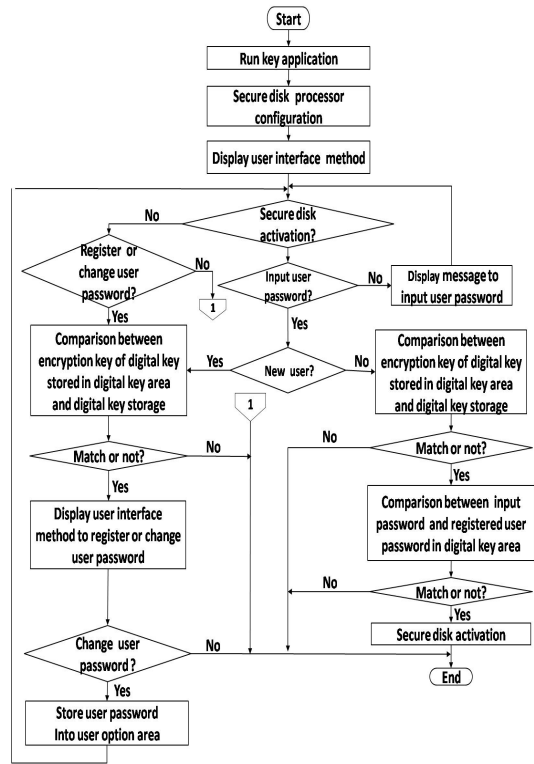 Start
Run key application
Secure disk processor
configuration
Display user interface method
No
Secure disk
activation?
Register or
change user
password?
No
1
Input user
password?
No
Display message to
input user password
Yes
Yes
Comparison between
encryption key of digital key
stored in digital key area
and digital key storage
Yes
New user?
No
Comparison between
encryption key of digital key
stored in digital key area
and digital key storage
1
Match or not?
No
No
Match or not?
Yes
Yes
Display user interface
method to register or change
user password
Comparison between input
password and registered user
password in digital key area
No
Match or not?
Yes
Change user
password?
No
Secure disk activation
End
Yes
Store user password
Into user option area